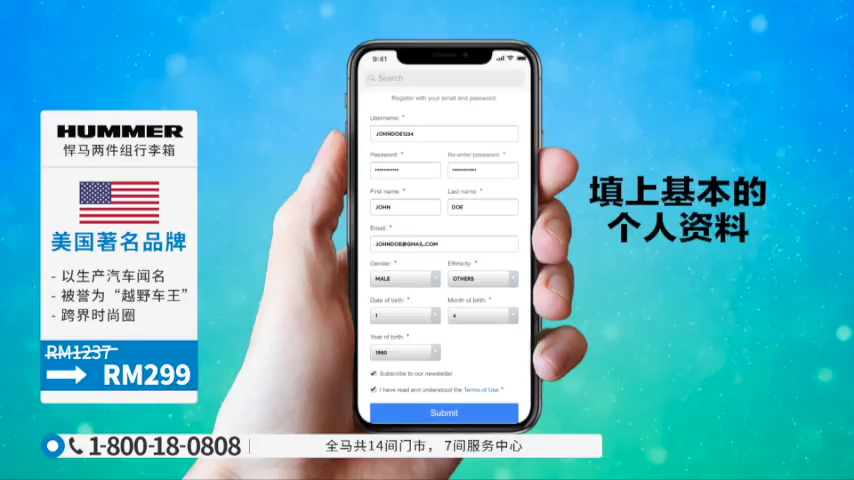 HUMMER
悍马两件组行李箱
美国著名品牌
- 以生产汽车闻名
- 被誉为“越野车王”
- 跨界时尚圈
RM1237
RM299
9:41
Search
Register with your email and password:
Username: *
JOHNDOE1234
Password: * Re-enter password: *
*********** ***********
First name: * Last name: *
JOHN DOE
Email: *
JOHNDOE@GMAIL.COM
Gender: * Ethnicity: *
MALE OTHERS
Date of birth: * Month of birth: *
1 4
Year of birth: *
1980
Subscribe to our newsletter
I have read and understood the Terms of Use *
Submit
填上基本的
个人资料
1-800-18-0808
全马共14间门市，7间服务中心